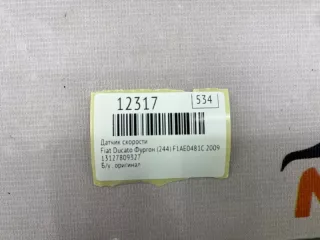 12317
534
Датчик скорости
Fiat Ducato Фургон (244) F1AE0481C 2009
13127809327
Б/у. оригинал